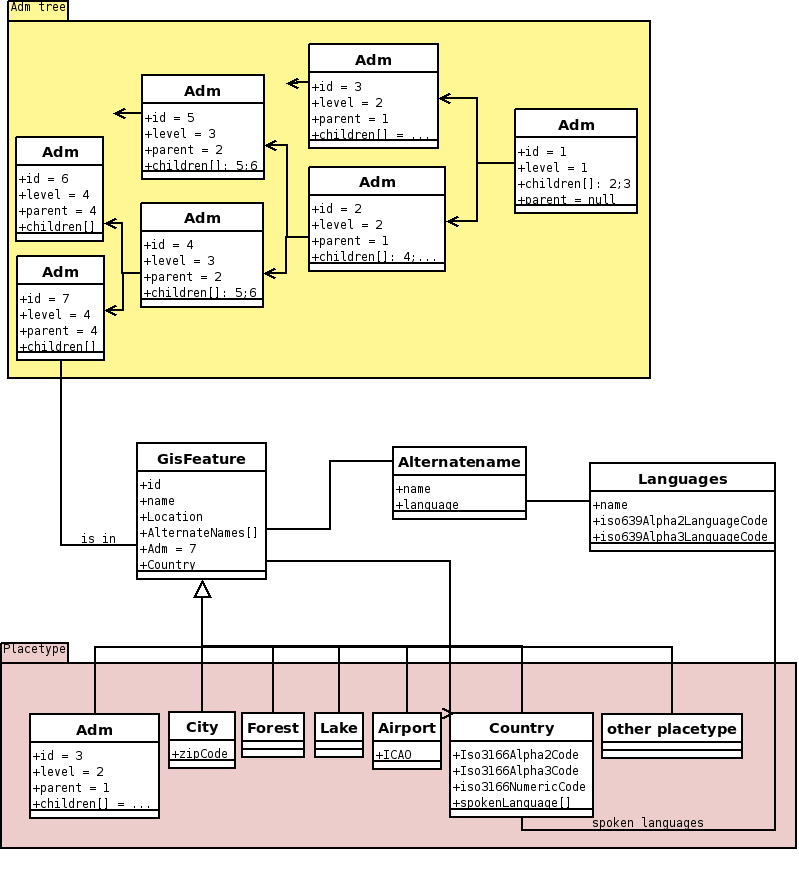 Adm tree
Adm
+id = 3
+level = 2
+parent = 1
+children[] = ...
Adm
+id = 5
+level = 3
+parent = 2
+children[]: 5;6
Adm
+id = 1
+level = 1
+children[]: 2;3
+parent = null
Adm
+id = 6
+level = 4
+parent = 4
+children[]
Adm
+id = 2
+level = 2
+parent = 1
+children[]: 4;...
Adm
+id = 4
+level = 3
+parent = 2
+children[]: 5;6
Adm
+id = 7
+level = 4
+parent = 4
+children[]
GisFeature
+id
+name
+Location
+AlternateNames[]
+Adm = 7
+Country
is in
Alternatename
+name
+language
Languages
+name
+iso639Alpha2LanguageCode
+iso639Alpha3LanguageCode
Placetype
Adm
+id = 3
+level = 2
+parent = 1
+children[] = ...
City
+zipCode
Forest
Lake
Airport
+ICAO
Country
+Iso3166Alpha2Code
+Iso3166Alpha3Code
+iso3166NumericCode
+spokenLanguage[]
other placetype
spoken languages